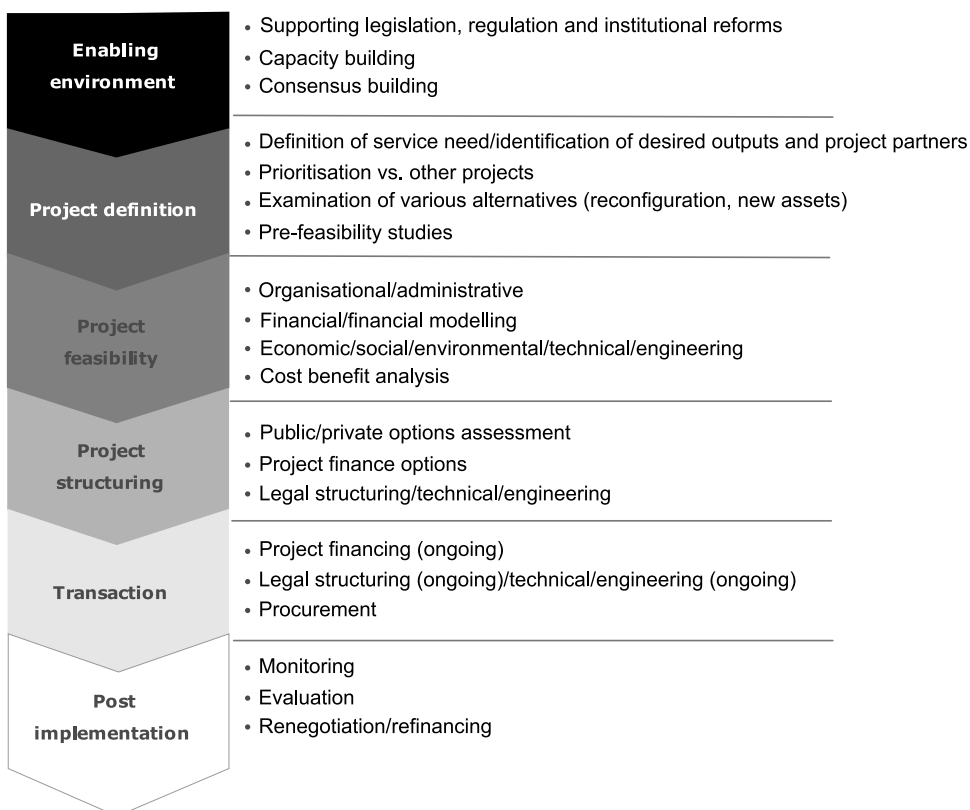 Enabling
environment
• Supporting legislation, regulation and institutional reforms
• Capacity building
• Consensus building
Project definition
• Definition of service need/identification of desired outputs and project partners
• Prioritisation vs. other projects
• Examination of various alternatives (reconfiguration, new assets)
• Pre-feasibility studies
Project
feasibility
• Organisational/administrative
• Financial/financial modelling
• Economic/social/environmental/technical/engineering
• Cost benefit analysis
Project
structuring
• Public/private options assessment
• Project finance options
• Legal structuring/technical/engineering
Transaction
• Project financing (ongoing)
• Legal structuring (ongoing)/technical/engineering (ongoing)
• Procurement
Post
implementation
• Monitoring
• Evaluation
• Renegotiation/refinancing